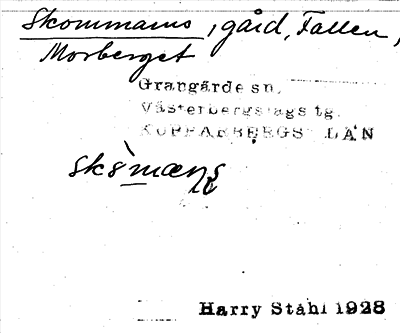 Skommans, gård, Fallen,
Morberget
Grangärde sn.
Västerbergslags tg.
KOPPARBERGS LÄN
Harry Ståhl 1928